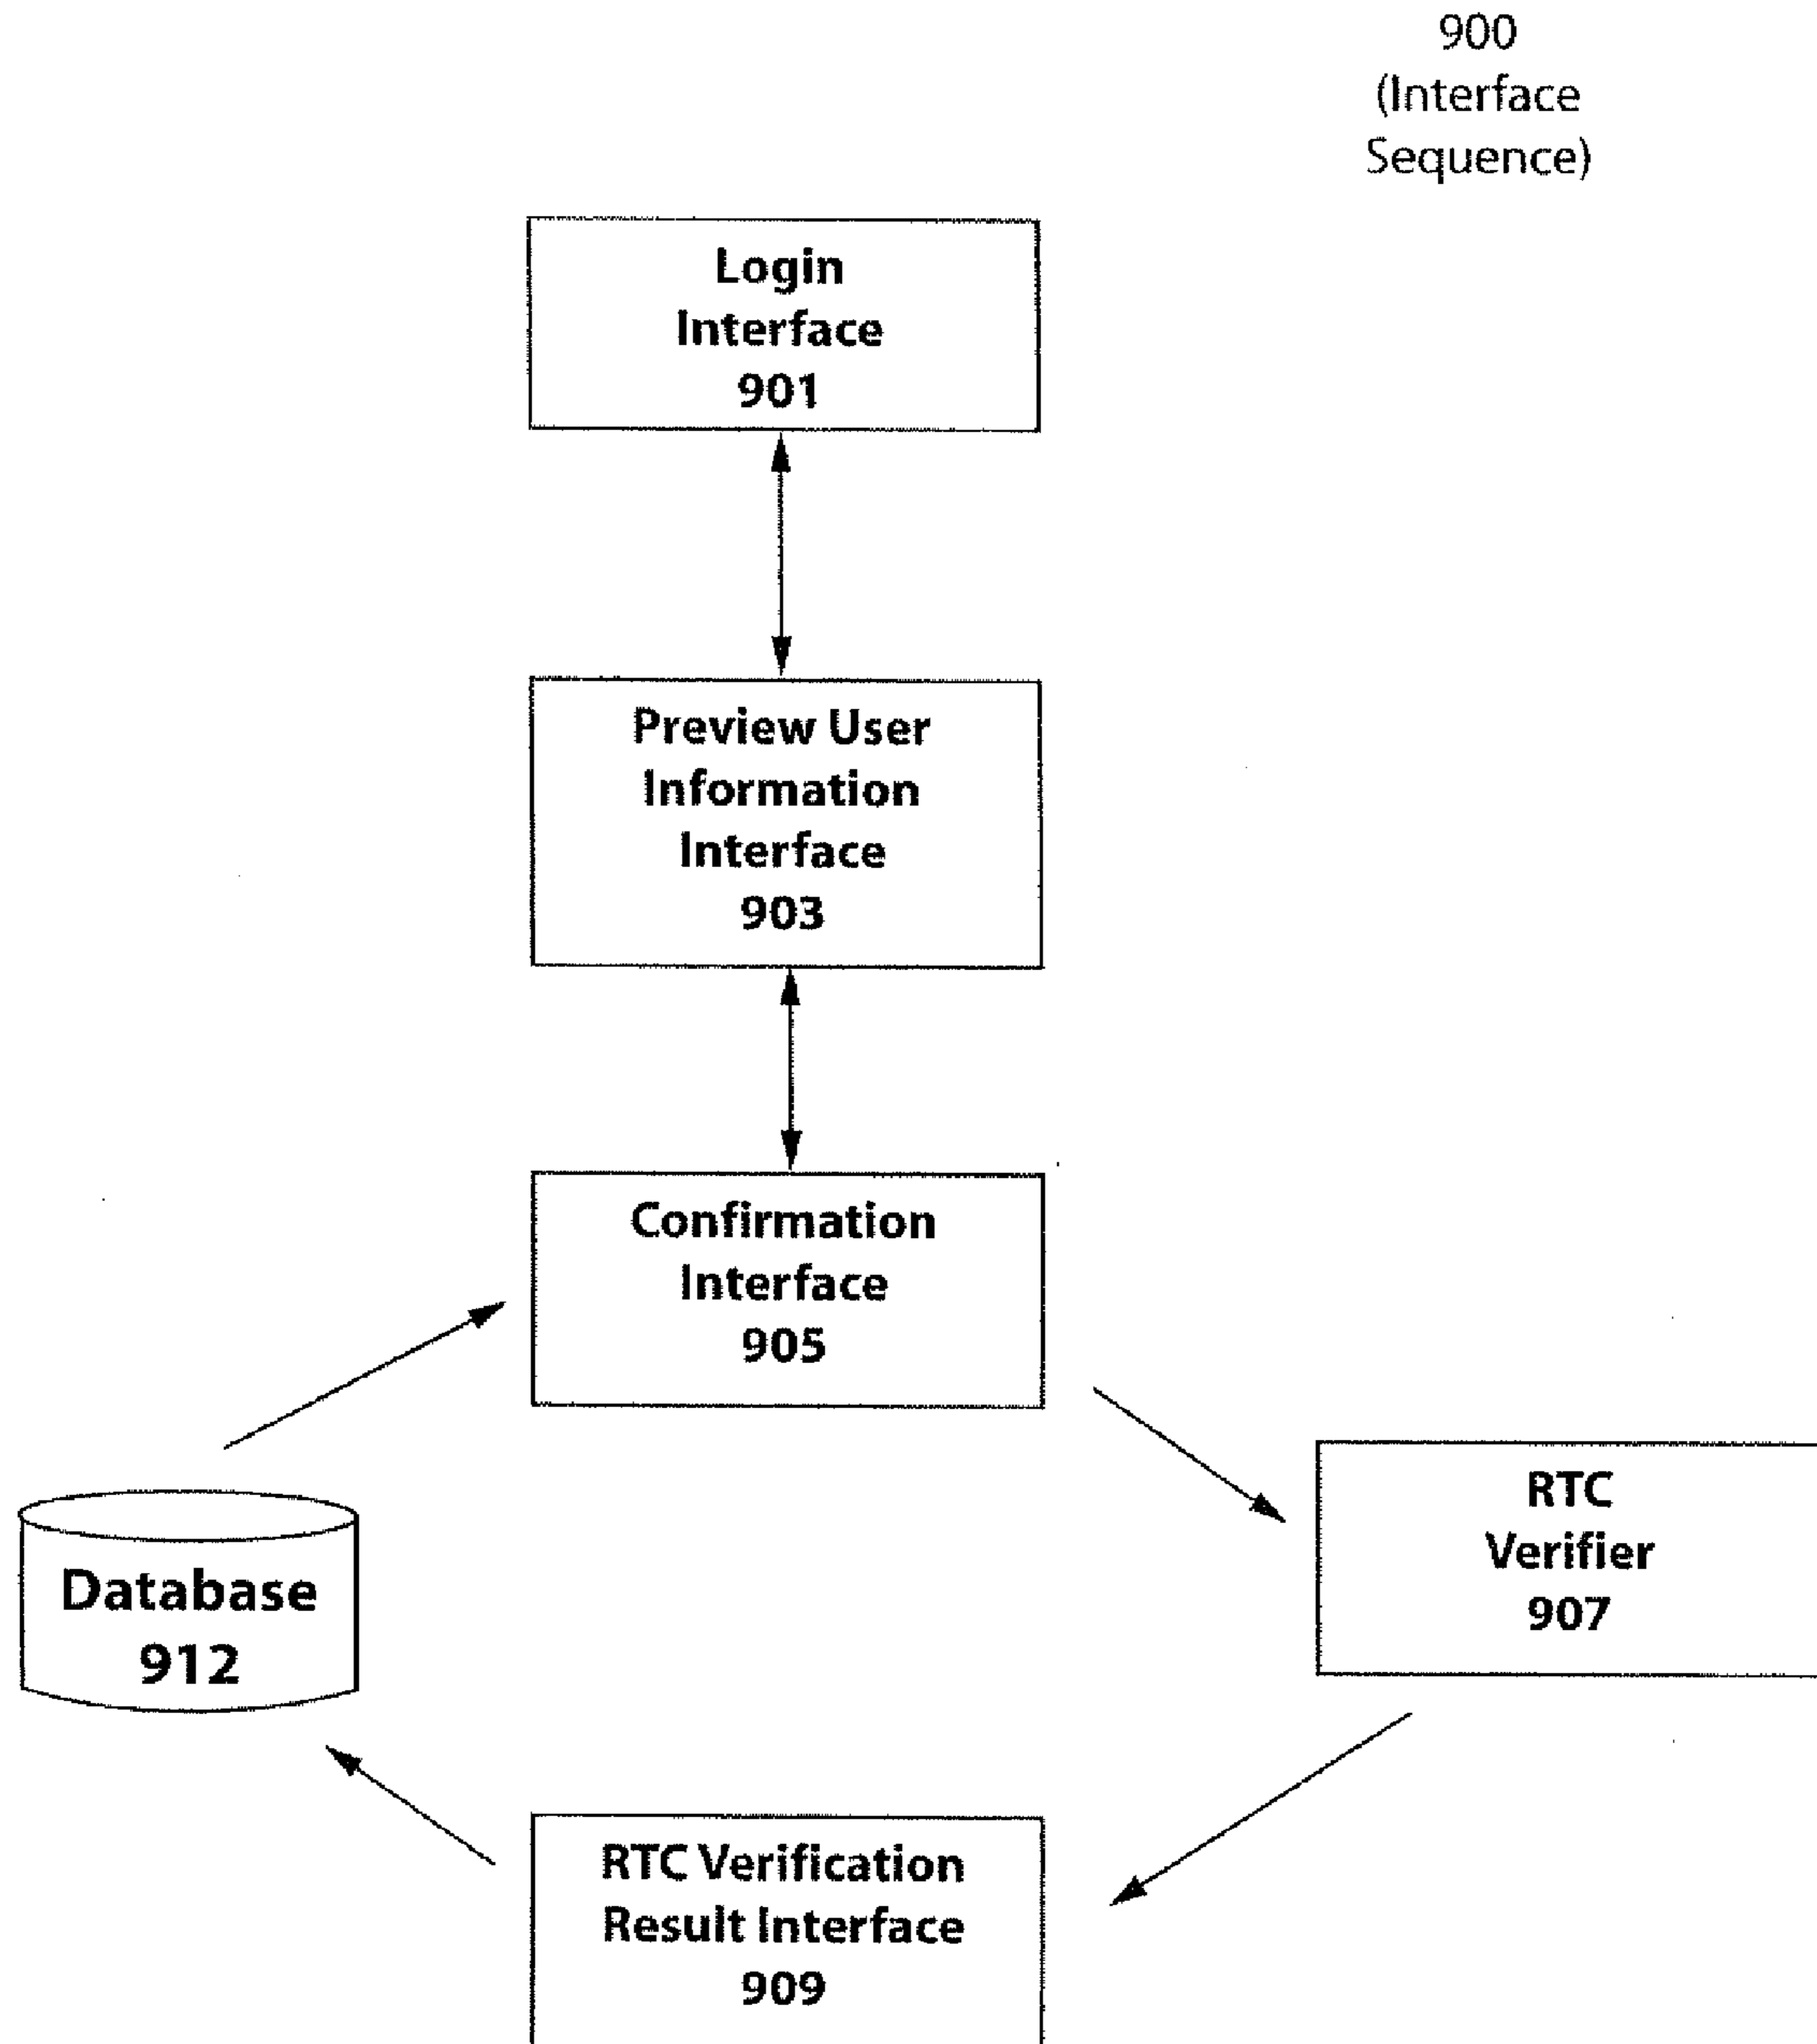 900
(Interface
Sequence)
Login
Interface
901
Preview User
Information
Interface
903
Confirmation
Interface
905
RTC
Verifier
907
Database
912
RTC Verification
Result Interface
909